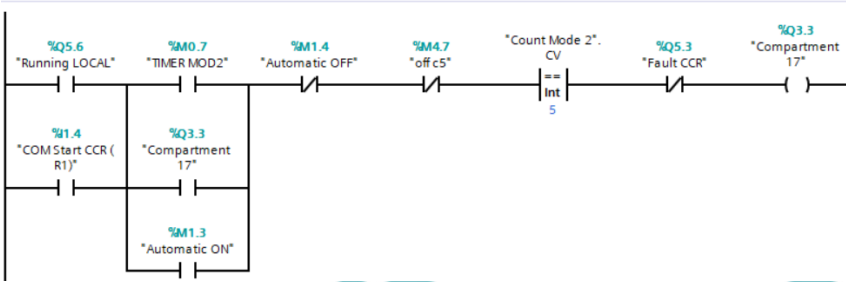 %Q5.6
"Running LOCAL"
%M0.7
"TIMER MOD2"
%M1.4
"Automatic OFF"
%M4.7
"off c5"
"Count Mode 2".
CV
==
Int
5
%Q5.3
"Fault CCR"
%Q3.3
"Compartment
17"
%I1.4
"COM Start CCR (
R1)"
%Q3.3
"Compartment
17"
%M1.3
"Automatic ON"